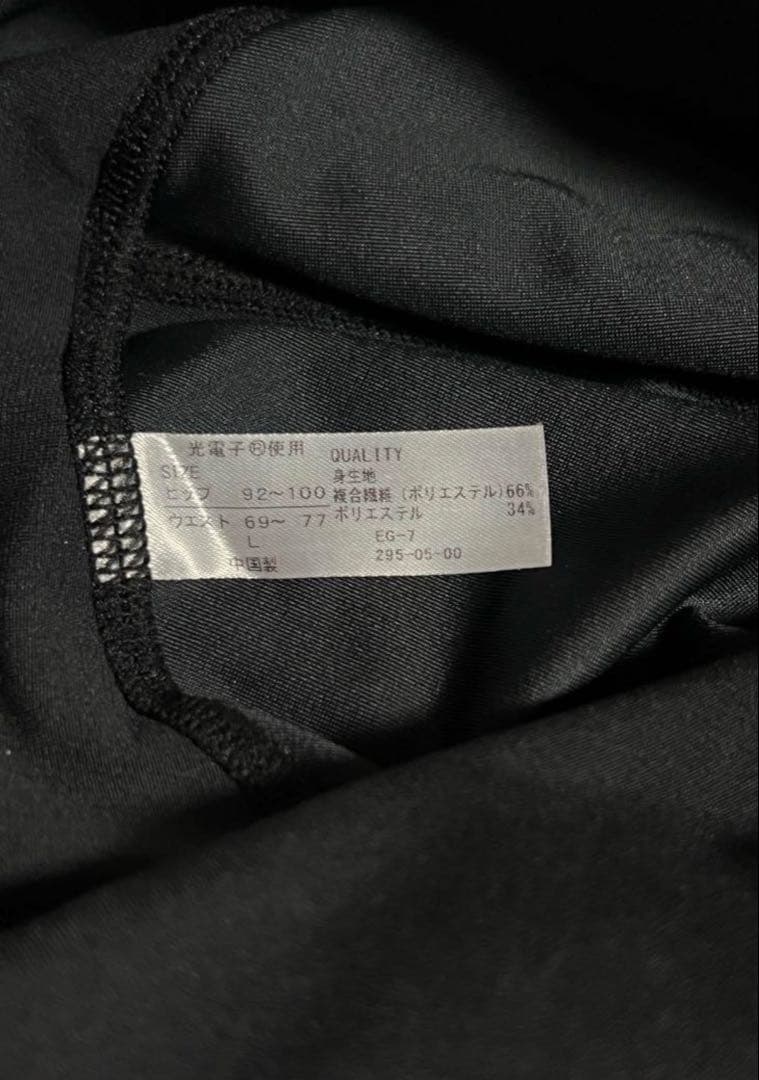 光電子Ⓡ使用
SIZE
ヒップ 92〜100
ウエスト 69〜 77
L
中国製
QUALITY
身生地
複合繊維(ポリエステル)66%
ポリエステル 34%
EG-7
295-05-00